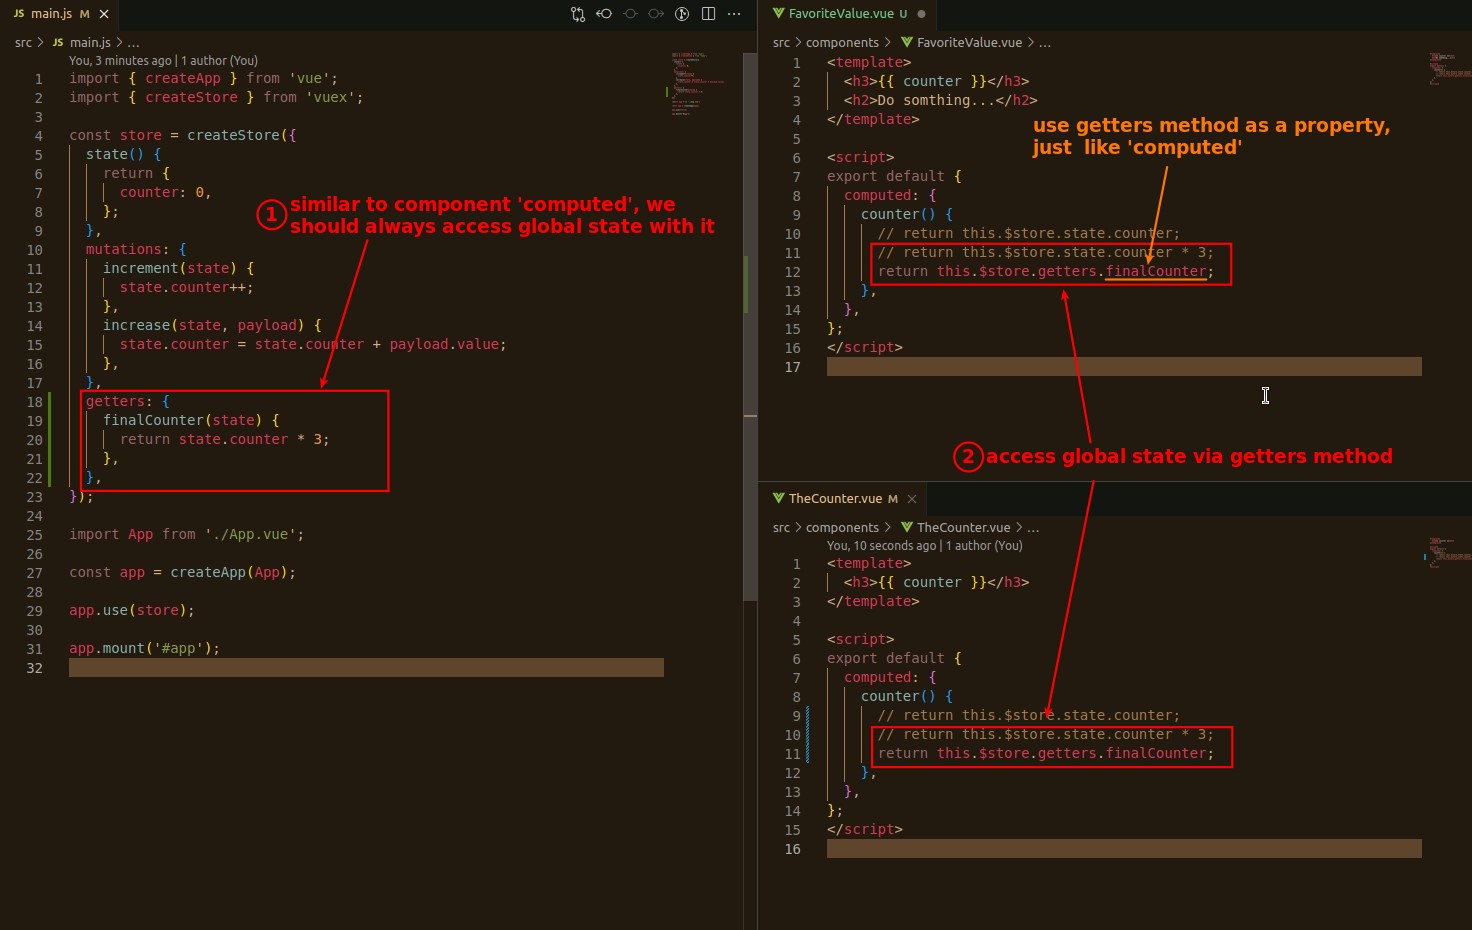 JS main.js M ×
src > JS main.js > ...
You, 3 minutes ago | 1 author (You)
1 import { createApp } from 'vue';
2 import { createStore } from 'vuex';
3
4 const store = createStore({
5 state() {
6 return {
7 counter: 0,
8 };
9 },
10 mutations: {
11 increment(state) {
12 state.counter++;
13 },
14 increase(state, payload) {
15 state.counter = state.counter + payload.value;
16 },
17 },
18 getters: {
19 finalCounter(state) {
20 return state.counter * 3;
21 },
22 },
23 });
24
25 import App from './App.vue';
26
27 const app = createApp(App);
28
29 app.use(store);
30
31 app.mount('#app');
32
1 similar to component 'computed', we
should always access global state with it
FavoriteValue.vue U ●
src > components > FavoriteValue.vue > ...
1 <template>
2 <h3>{{ counter }}</h3>
3 <h2>Do somthing...</h2>
4 </template>
5
6 <script>
7 export default {
8 computed: {
9 counter() {
10 // return this.$store.state.counter;
11 // return this.$store.state.counter * 3;
12 return this.$store.getters.finalCounter;
13 },
14 },
15 };
16 </script>
17
use getters method as a property,
just like 'computed'
2 access global state via getters method
TheCounter.vue M ×
src > components > TheCounter.vue > ...
You, 10 seconds ago | 1 author (You)
1 <template>
2 <h3>{{ counter }}</h3>
3 </template>
4
5 <script>
6 export default {
7 computed: {
8 counter() {
9 // return this.$store.state.counter;
10 // return this.$store.state.counter * 3;
11 return this.$store.getters.finalCounter;
12 },
13 },
14 };
15 </script>
16